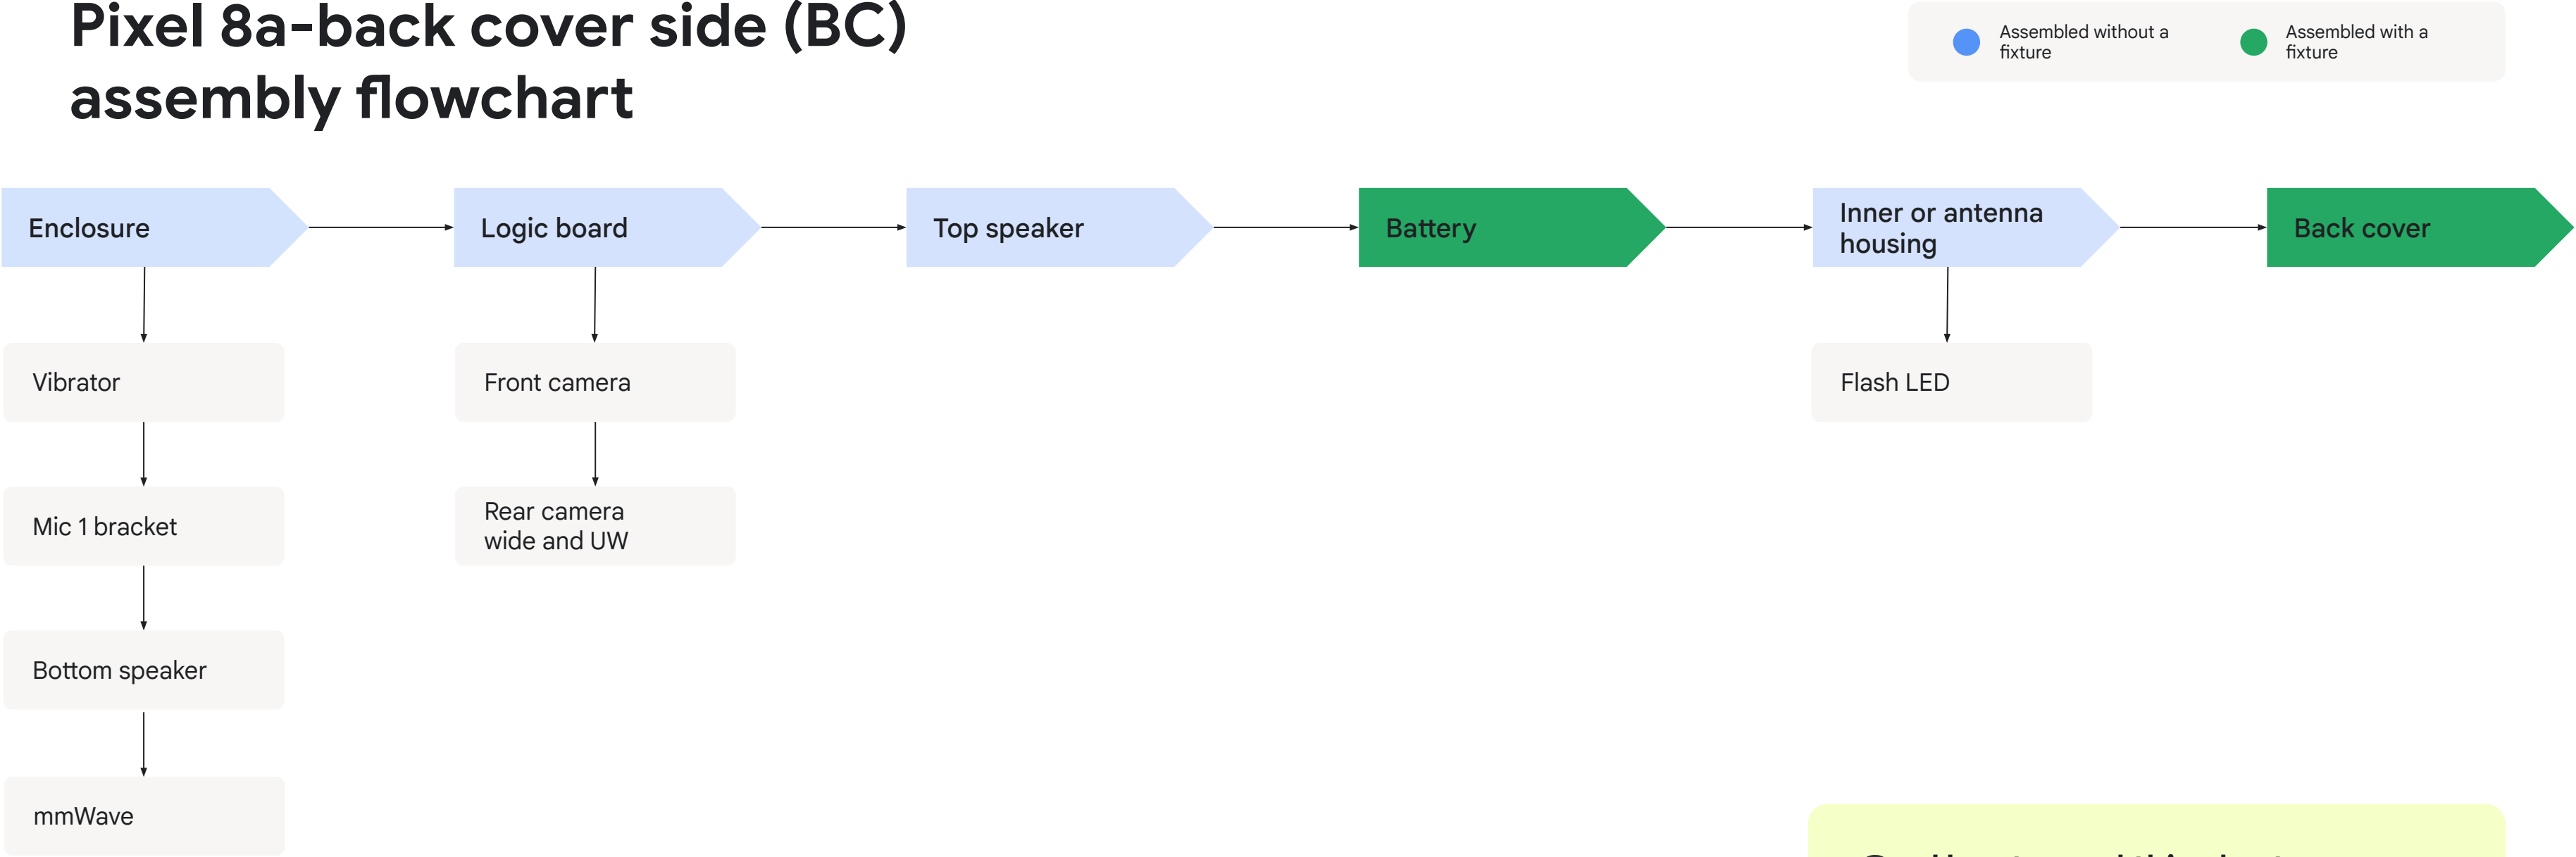 Pixel 8a-back cover side (BC)
assembly flowchart
Assembled without a
fixture
Assembled with a
fixture
Enclosure
Logic board
Top speaker
Battery
Inner or antenna
housing
Back cover
Vibrator
Front camera
Flash LED
Mic 1 bracket
Rear camera
wide and UW
Bottom speaker
mmWave